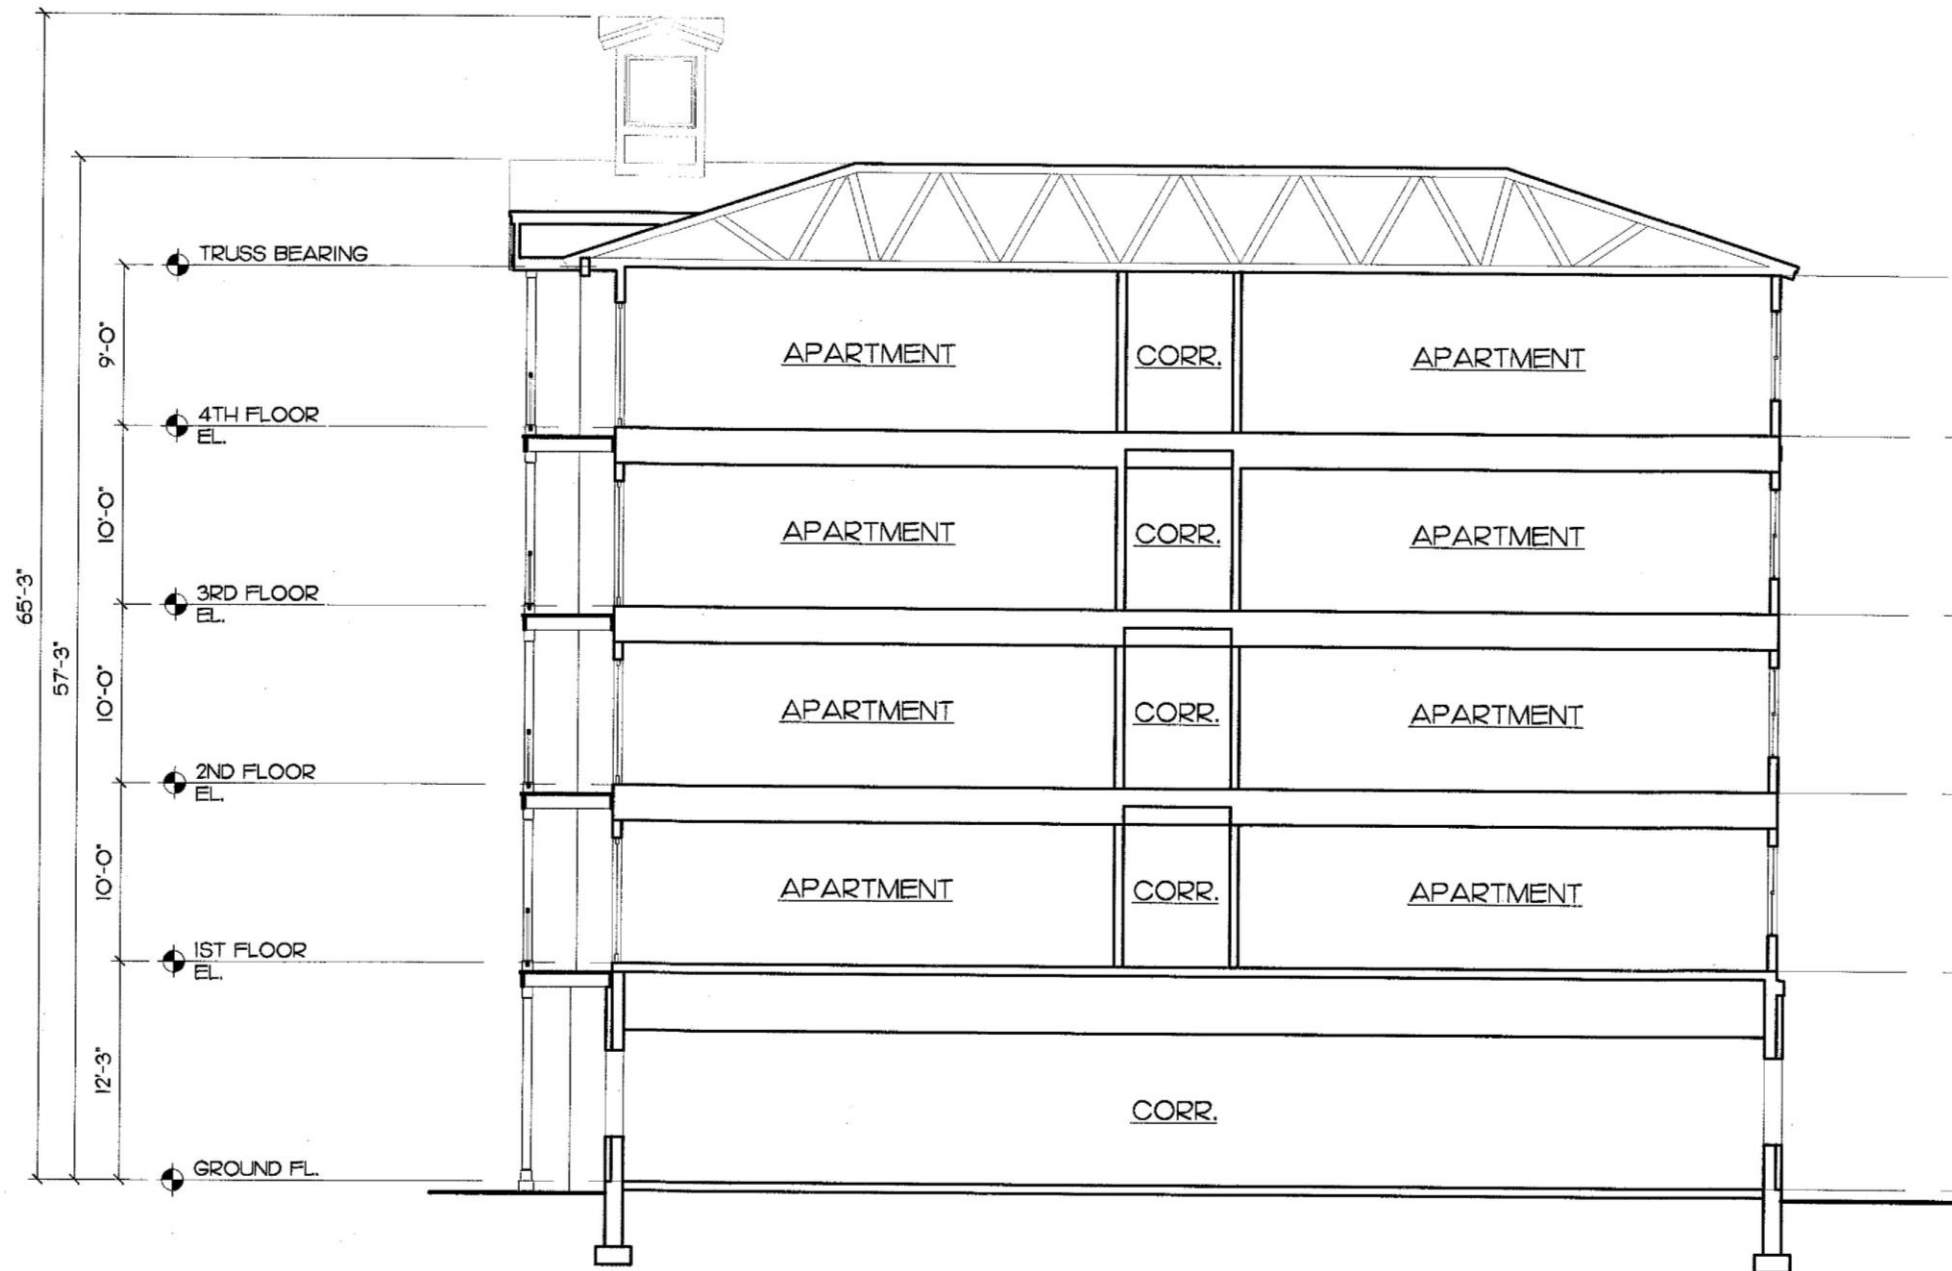 TRUSS BEARING
9'-0"
APARTMENT
CORR.
APARTMENT
4TH FLOOR
EL.
10'-0"
APARTMENT
CORR.
APARTMENT
65'-3"
3RD FLOOR
EL.
57'-3"
10'-0"
APARTMENT
CORR.
APARTMENT
2ND FLOOR
EL.
10'-0"
APARTMENT
CORR.
APARTMENT
1ST FLOOR
EL.
12'-3"
CORR.
GROUND FL.